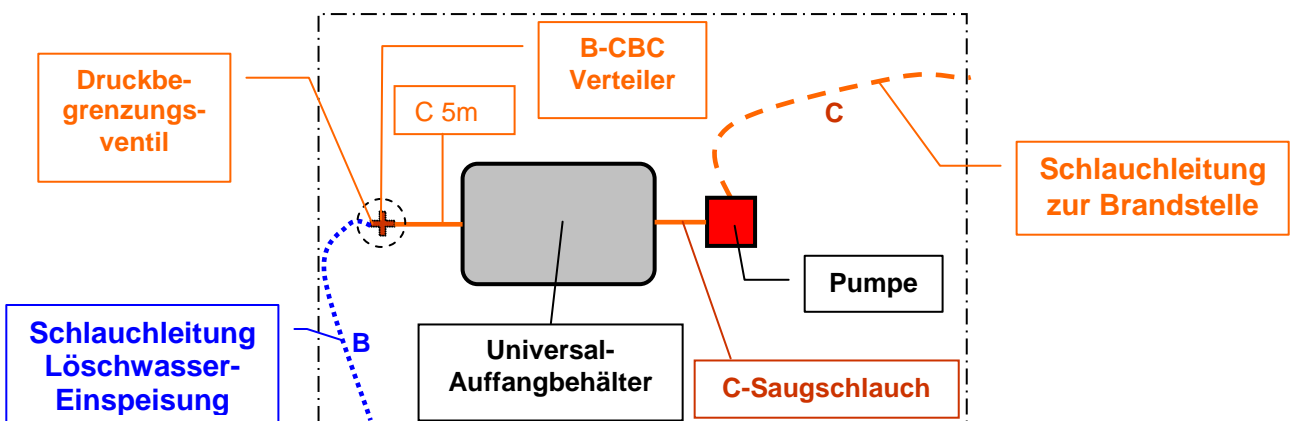 Druckbe-
grenzungs-
ventil
B-CBC
Verteiler
C 5m
C
Schlauchleitung
zur Brandstelle
Pumpe
Schlauchleitung
Löschwasser-
Einspeisung
B
Universal-
Auffangbehälter
C-Saugschlauch